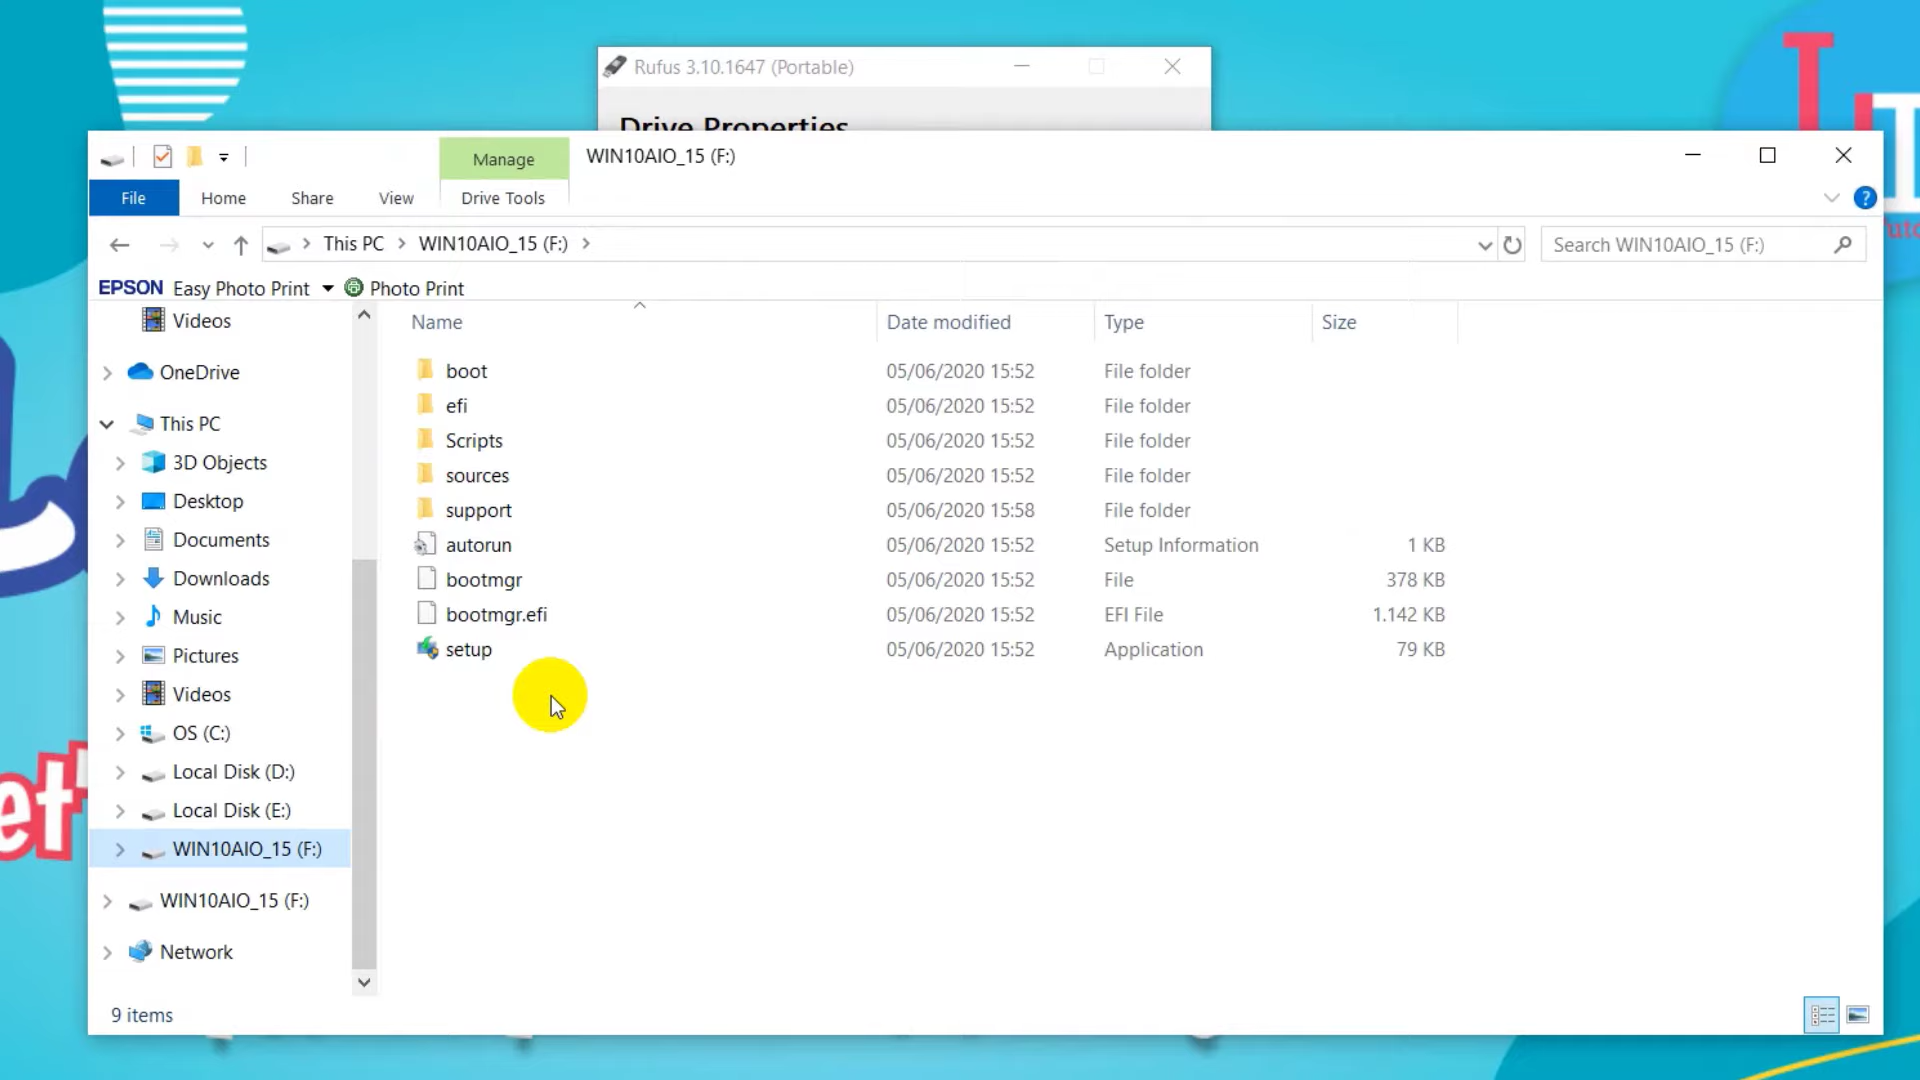 Rufus 3.10.1647 (Portable)
Drive Properties
Manage
WIN10AIO_15 (F:)
File
Home
Share
View
Drive Tools
?
This PC
WIN10AIO_15 (F:)
Search WIN10AIO_15 (F:)
EPSON Easy Photo Print
Photo Print
Name
Date modified
Type
Size
Videos
OneDrive
This PC
3D Objects
Desktop
Documents
Downloads
Music
Pictures
Videos
OS (C:)
Local Disk (D:)
Local Disk (E:)
WIN10AIO_15 (F:)
WIN10AIO_15 (F:)
Network
boot 05/06/2020 15:52 File folder
efi 05/06/2020 15:52 File folder
Scripts 05/06/2020 15:52 File folder
sources 05/06/2020 15:52 File folder
support 05/06/2020 15:58 File folder
autorun 05/06/2020 15:52 Setup Information 1 KB
bootmgr 05/06/2020 15:52 File 378 KB
bootmgr.efi 05/06/2020 15:52 EFI File 1.142 KB
setup 05/06/2020 15:52 Application 79 KB
9 items